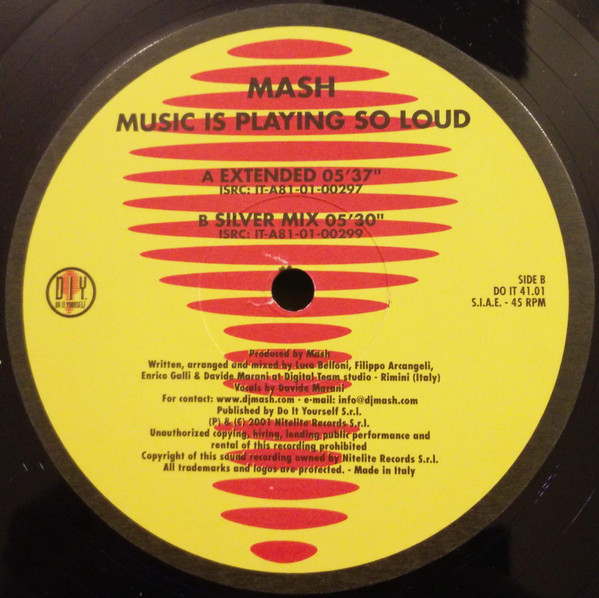 MASH
MUSIC IS PLAYING SO LOUD
A EXTENDED 05'37"
ISRC: IT-A81-01-00297
B SILVER MIX 05'30"
ISRC: IT-A81-01-00299
D·I·Y.
DO IT YOURSELF
SIDE B
DO IT 41.01
S.I.A.E. - 45 RPM
Produced by Mash
Written, arranged and mixed by Luca Belloni, Filippo Arcangeli,
Enrico Galli & Davide Marani at Digital-Team studio - Rimini (Italy)
Vocals by Davide Marani
For contact: www.djmash.com - e-mail: info@djmash.com
Published by Do It Yourself S.r.l.
(P) & (C) 2001 Nitelite Records S.r.l.
Unauthorized copying, hiring, lending public performance and
rental of this recording prohibited
Copyright of this sound recording owned by Nitelite Records S.r.l.
All trademarks and logos are protected. - Made in Italy